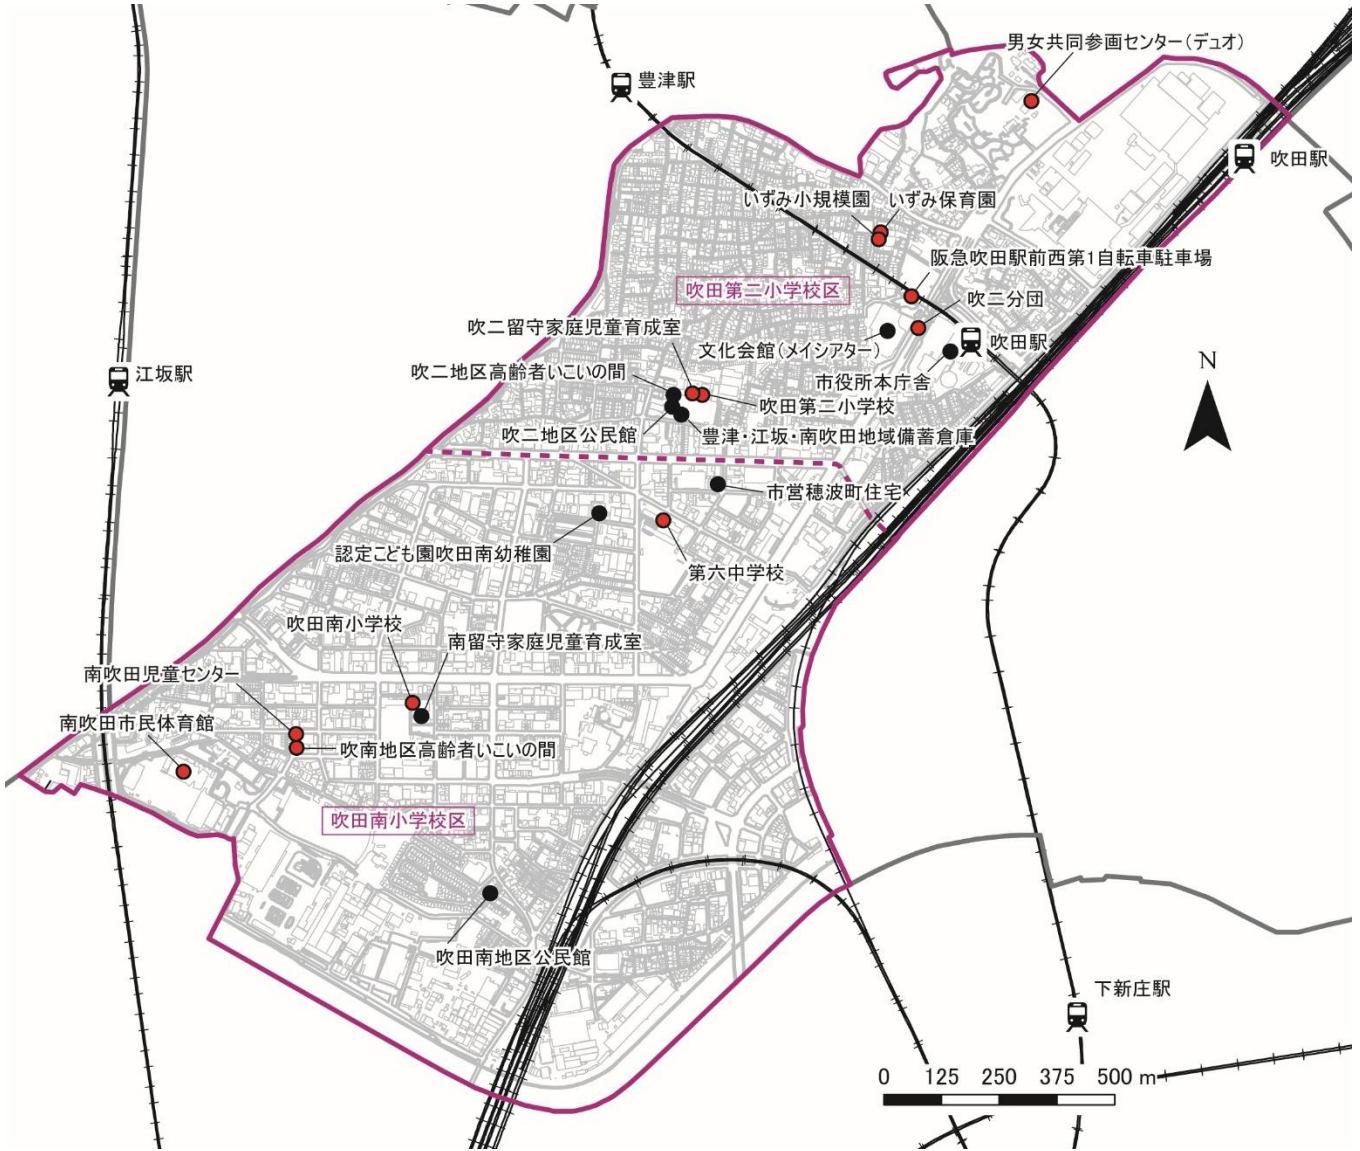 男女共同参画センター(デュオ)
豊津駅
吹田駅
いずみ小規模園
いずみ保育園
阪急吹田駅前西第1自転車駐車場
吹田第二小学校区
吹二分団
吹二留守家庭児童育成室
文化会館(メイシアター)
吹田駅
江坂駅
吹二地区高齢者いこいの間
市役所本庁舎
N
吹田第二小学校
吹二地区公民館
豊津・江坂・南吹田地域備蓄倉庫
市営穂波町住宅
認定こども園吹田南幼稚園
第六中学校
吹田南小学校
南留守家庭児童育成室
南吹田児童センター
南吹田市民体育館
吹南地区高齢者いこいの間
吹田南小学校区
吹田南地区公民館
下新庄駅
0 125 250 375 500 m